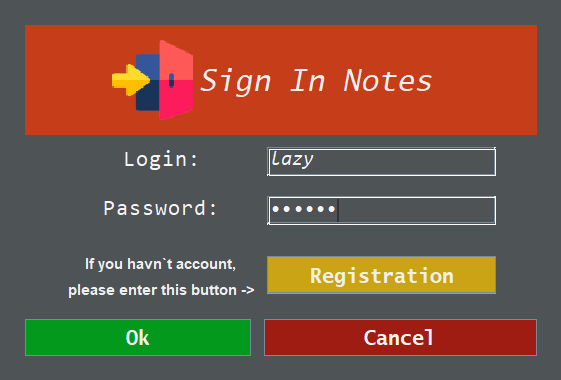 Sign In Notes
Login: lazy
Password: ••••••
If you havn`t account,
please enter this button -> Registration
Ok Cancel